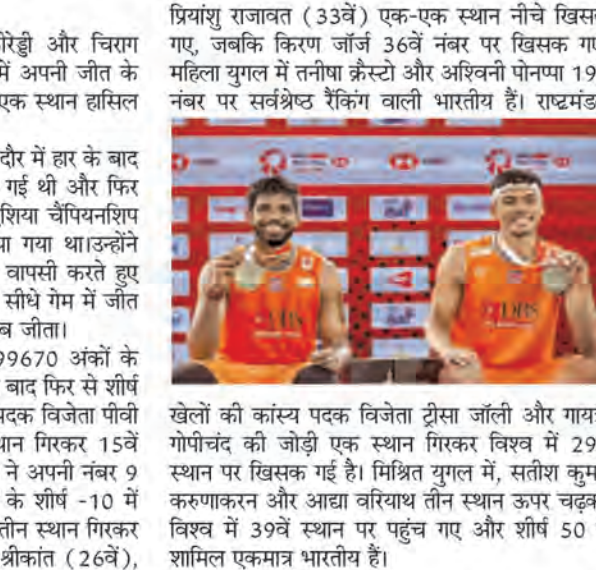 रेड्डी और चिराग
में अपनी जीत के
एक स्थान हासिल
दौर में हार के बाद
गई थी और फिर
शिया चैंपियनशिप
गया था।उन्होंने
वापसी करते हुए
सीधे गेम में जीत
जीता।
99670 अंकों के
बाद फिर से शीर्ष
पदक विजेता पीवी
गिरकर 15वें
ने अपनी नंबर 9
के शीर्ष -10 में
तीन स्थान गिरकर
श्रीकांत (26वें),
प्रियांशु राजावत (33वें) एक-एक स्थान नीचे खिसक
गए, जबकि किरण जॉर्ज 36वें नंबर पर खिसक गए
महिला युगल में तनीषा क्रैस्टो और अश्विनी पोनप्पा 19
नंबर पर सर्वश्रेष्ठ रैंकिंग वाली भारतीय हैं। राष्टमंड
खेलों की कांस्य पदक विजेता ट्रीसा जॉली और गायत्र
गोपीचंद की जोड़ी एक स्थान गिरकर विश्व में 29
स्थान पर खिसक गई है। मिश्रित युगल में, सतीश कुमा
करुणाकरन और आद्या वरियाथ तीन स्थान ऊपर चढ़क
विश्व में 39वें स्थान पर पहुंच गए और शीर्ष 50
शामिल एकमात्र भारतीय हैं।